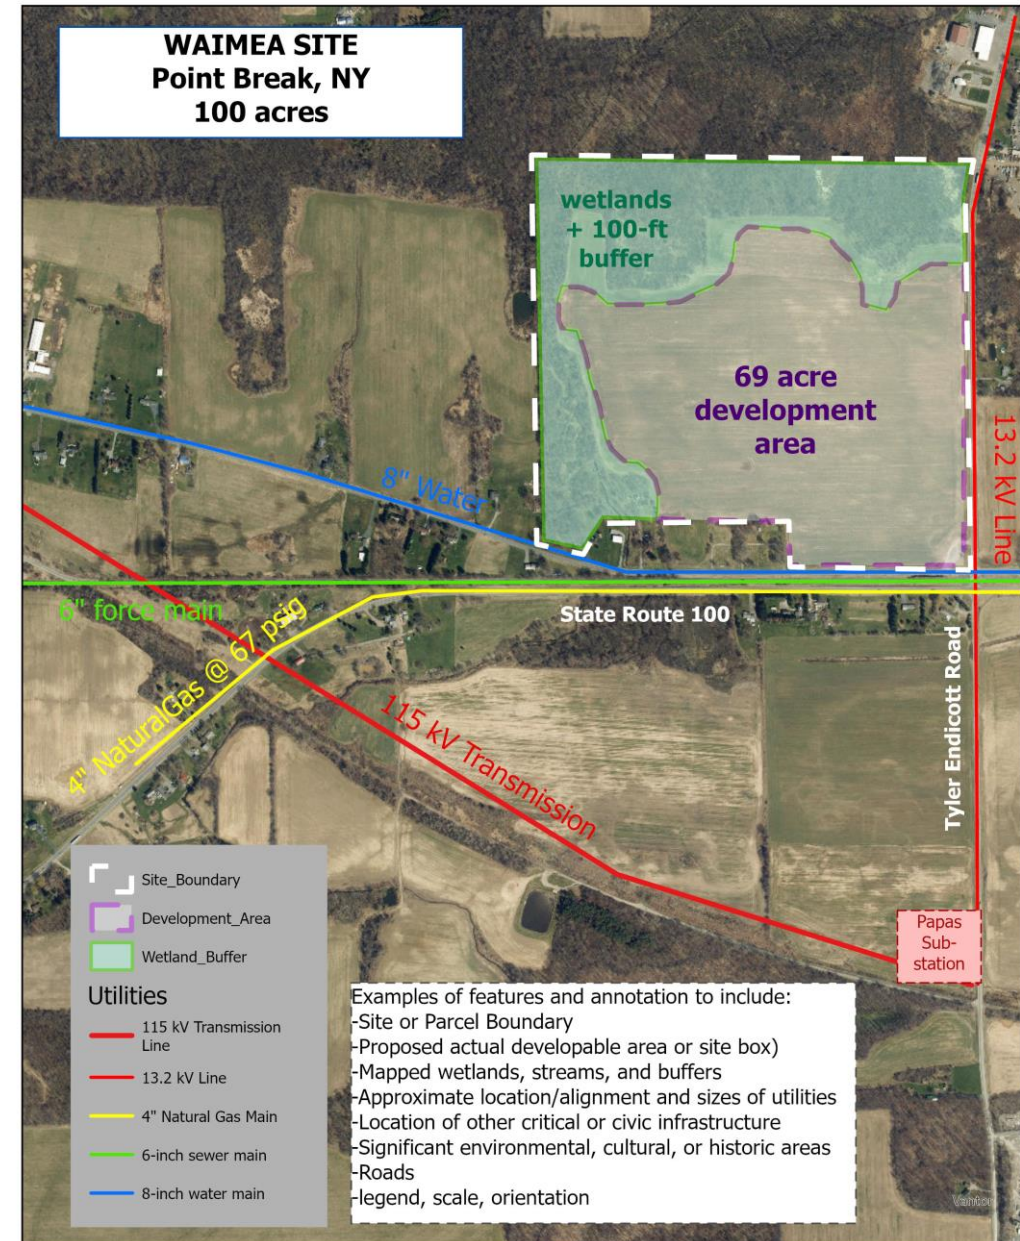 WAIMEA SITE
Point Break, NY
100 acres
wetlands
+ 100-ft
buffer
69 acre
development
area
13.2 kV Line
8" Water
6" force main
State Route 100
4" NaturalGas @ 67 psig
115 kV Transmission
Tyler Endicott Road
Papas
Sub-
station
Site_Boundary
Development_Area
Wetland_Buffer
Utilities
115 kV Transmission
Line
13.2 kV Line
4" Natural Gas Main
6-inch sewer main
8-inch water main
Examples of features and annotation to include:
-Site or Parcel Boundary
-Proposed actual developable area or site box)
-Mapped wetlands, streams, and buffers
-Approximate location/alignment and sizes of utilities
-Location of other critical or civic infrastructure
-Significant environmental, cultural, or historic areas
-Roads
-legend, scale, orientation
Vantor